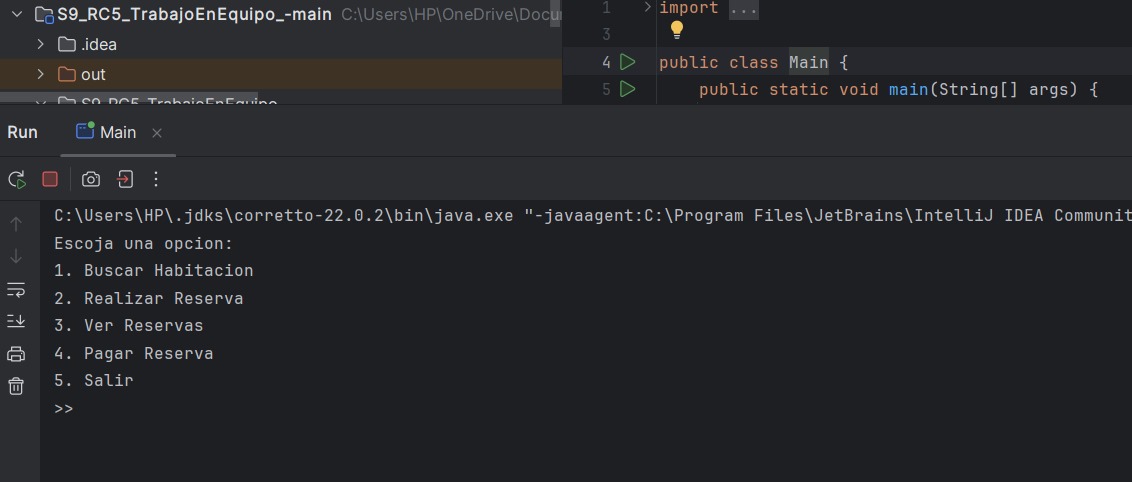 S9_RC5_TrabajoEnEquipo_-main C:\Users\HP\OneDrive\Docu
.idea
out
S9_RC5_TrabajoEnEquipo
1 import ...
3
4 public class Main {
5 public static void main(String[] args) {
Run Main
C:\Users\HP\.jdks\corretto-22.0.2\bin\java.exe "-javaagent:C:\Program Files\JetBrains\IntelliJ IDEA Communit
Escoja una opcion:
1. Buscar Habitacion
2. Realizar Reserva
3. Ver Reservas
4. Pagar Reserva
5. Salir
>>